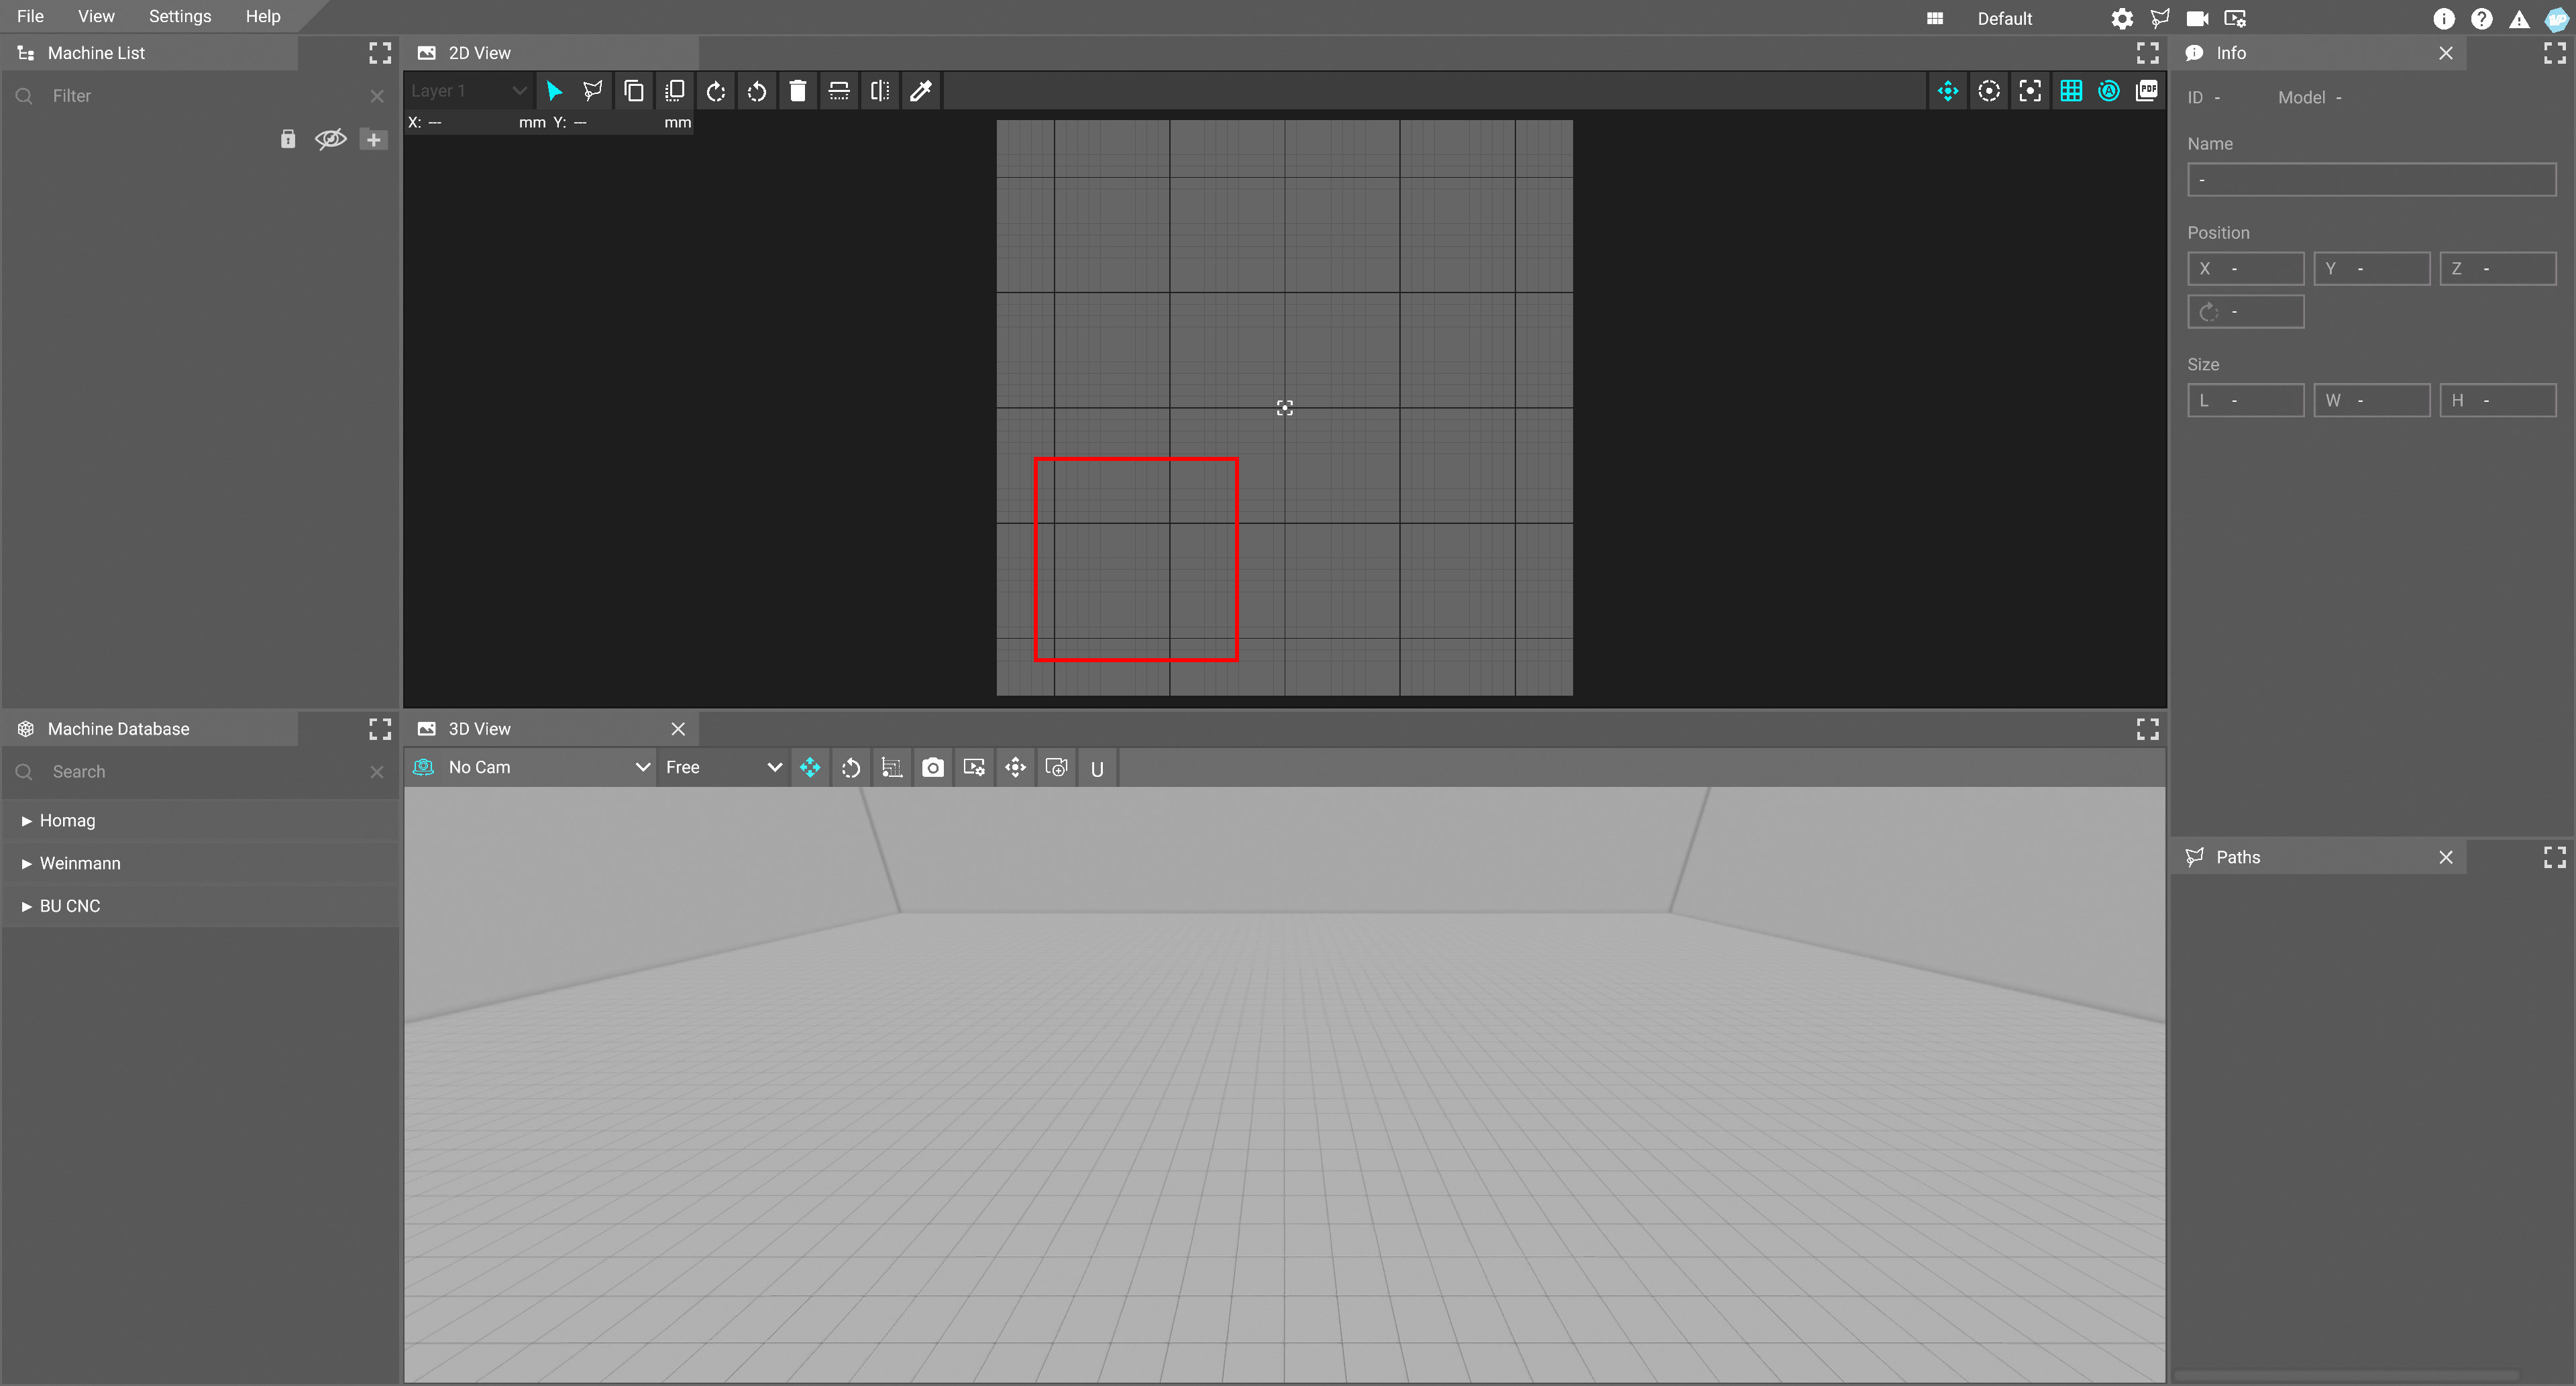 File View Settings Help
Default
Machine List
Filter
2D View
Layer 1
PDF
X: --- mm Y: --- mm
Info
ID - Model -
Name
-
Position
X - Y - Z -
-
Size
L - W - H -
Machine Database
Search
Homag
Weinmann
BU CNC
3D View
No Cam Free U
Paths